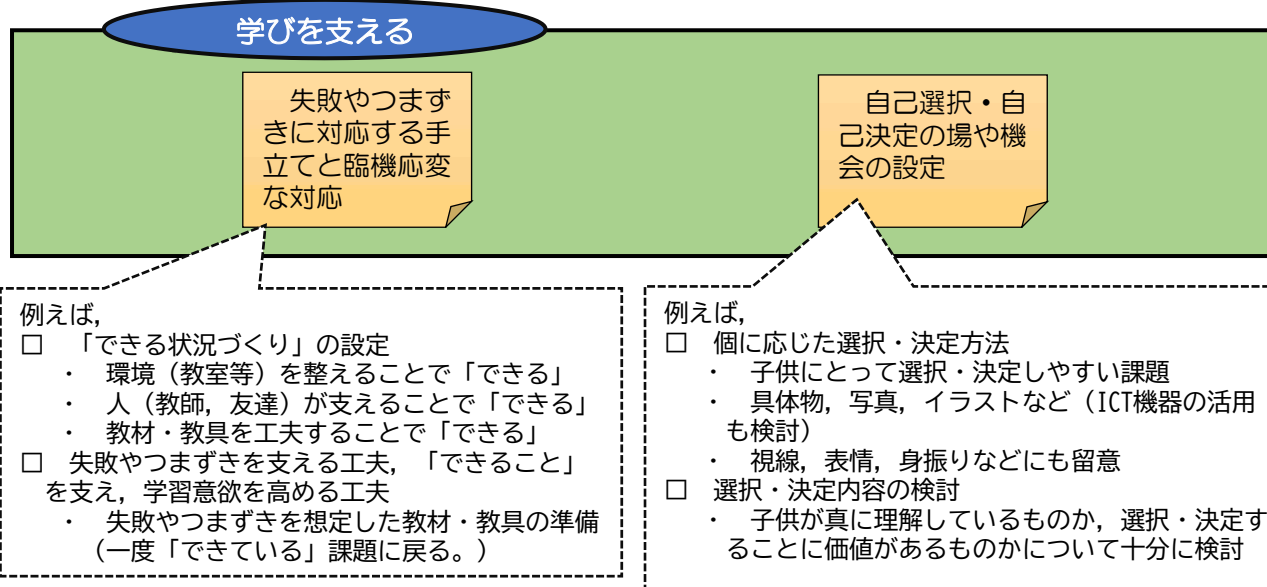 学びを支える
失敗やつまず
きに対応する手
立てと臨機応変
な対応
自己選択・自
己決定の場や機
会の設定
例えば,
□　「できる状況づくり」の設定
・　環境（教室等）を整えることで「できる」
・　人（教師，友達）が支えることで「できる」
・　教材・教具を工夫することで「できる」
□　失敗やつまずきを支える工夫，「できること」
を支え，学習意欲を高める工夫
・　失敗やつまずきを想定した教材・教具の準備
（一度「できている」課題に戻る。）
例えば,
□　個に応じた選択・決定方法
・　子供にとって選択・決定しやすい課題
・　具体物，写真，イラストなど（ICT機器の活用
も検討）
・　視線，表情，身振りなどにも留意
□　選択・決定内容の検討
・　子供が真に理解しているものか，選択・決定す
ることに価値があるものかについて十分に検討